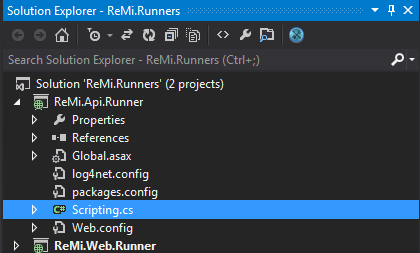 Solution Explorer - ReMi.Runners
Search Solution Explorer - ReMi.Runners (Ctrl+;)
Solution 'ReMi.Runners' (2 projects)
ReMi.Api.Runner
Properties
References
Global.asax
log4net.config
packages.config
C# Scripting.cs
Web.config
ReMi.Web.Runner